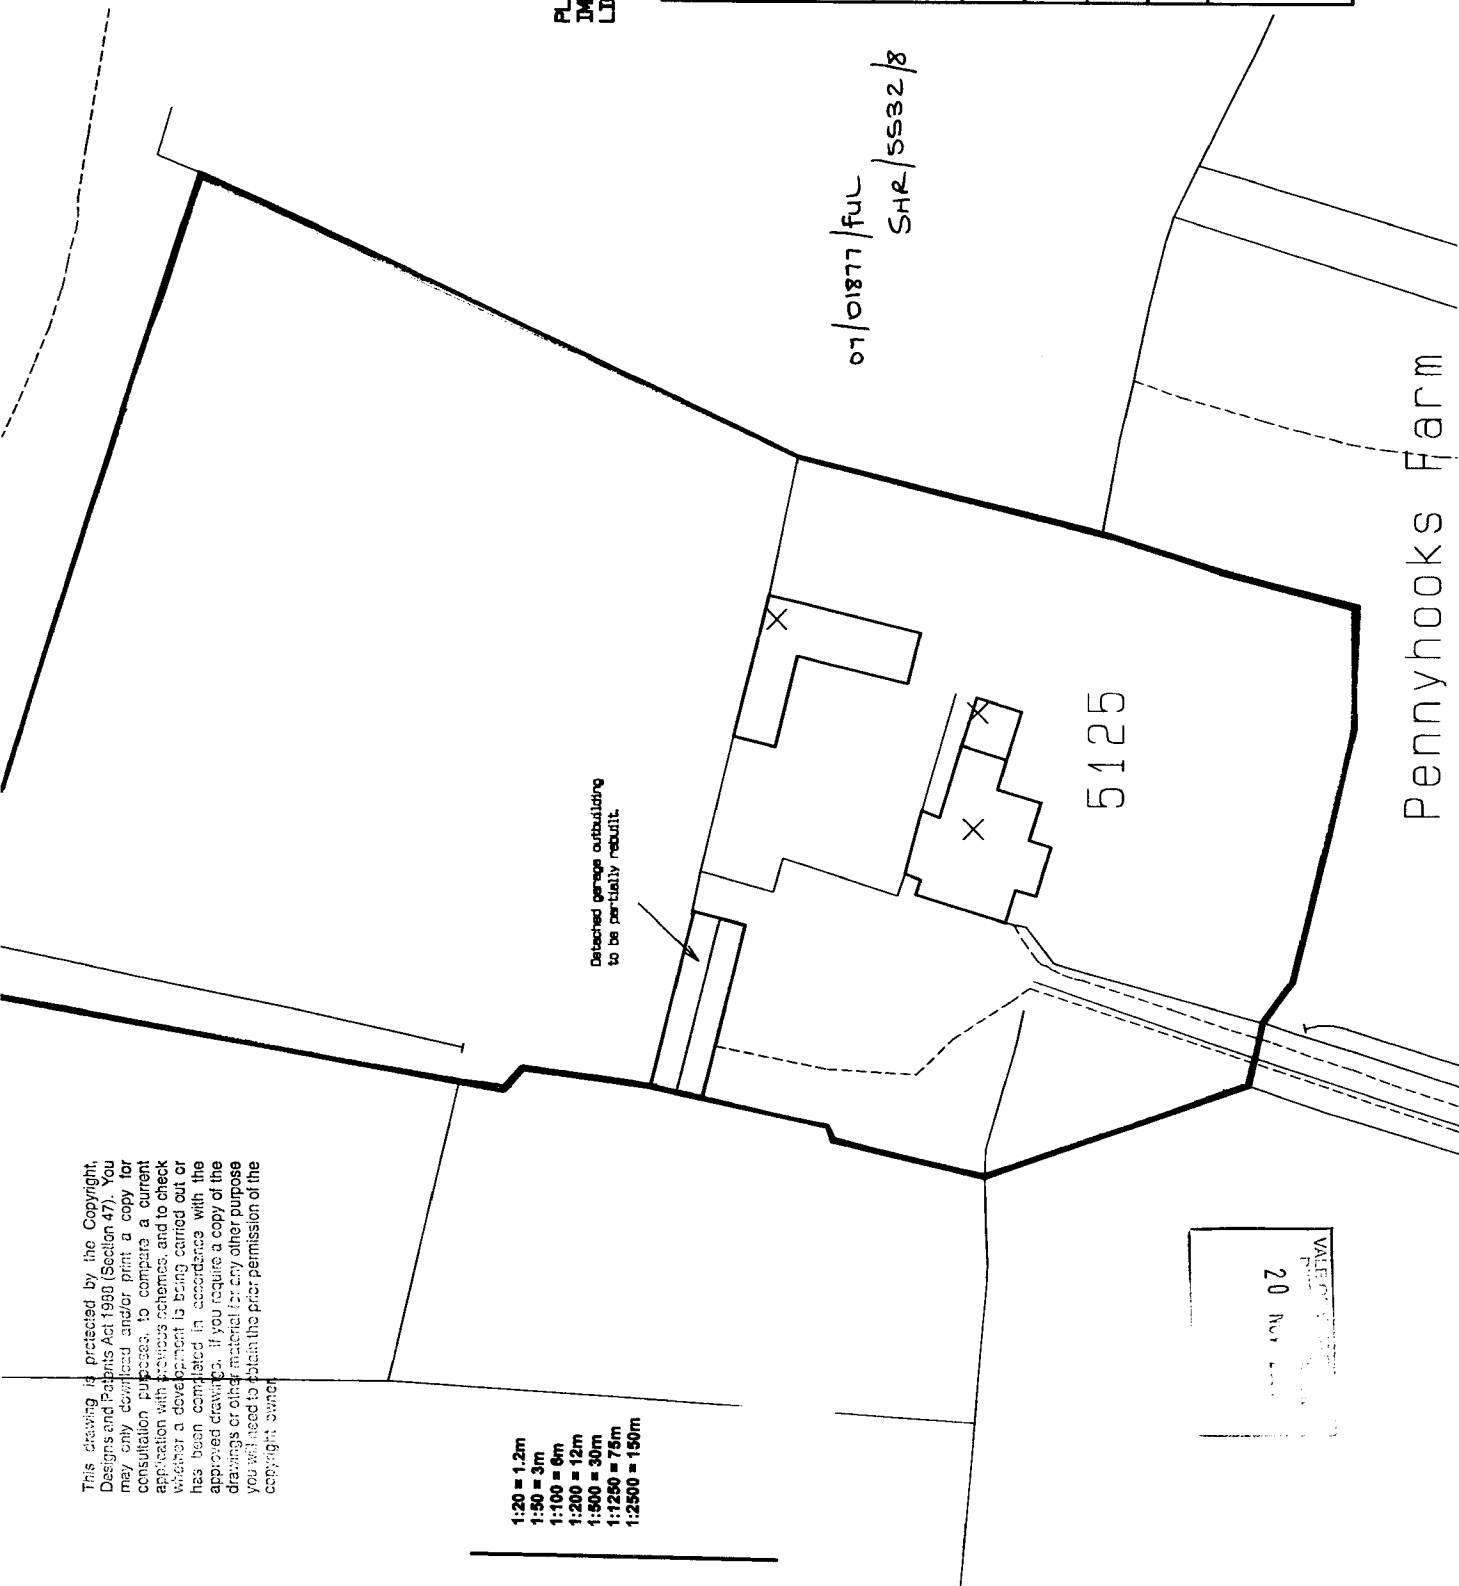 PL
IM
LI
07/01877/FUL
SHR/5532/8
Pennyhooks Farm
5125
Detached garage outbuilding
to be partially rebuilt.
This drawing is protected by the Copyright,
Designs and Patents Act 1988 (Section 47). You
may only download and/or print a copy for
consultation purposes, to compare a current
application with previous schemes, and to check
whether a development is being carried out or
has been completed in accordance with the
approved drawings. If you require a copy of the
drawings or other material for any other purpose
you will need to obtain the prior permission of the
copyright owner.
1:20 = 1.2m
1:50 = 3m
1:100 = 6m
1:200 = 12m
1:500 = 30m
1:1250 = 75m
1:2500 = 150m
VALE
20 NOV